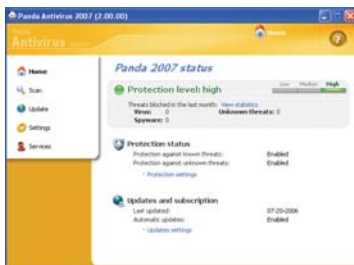 Panda Antivirus 2007 (2.00.00)
Panda
Antivirus
Home
Home
Scan
Update
Settings
Services
Panda 2007 status
Protection level: high
Low Medium High
Threats blocked in the last month: View statistics
Virus: 0 Unknown threats: 0
Spyware: 0
Protection status
Protection against known threats: Enabled
Protection against unknown threats: Enabled
Protection settings
Updates and subscription
Last updated: 07-20-2006
Automatic updates: Enabled
Updates settings